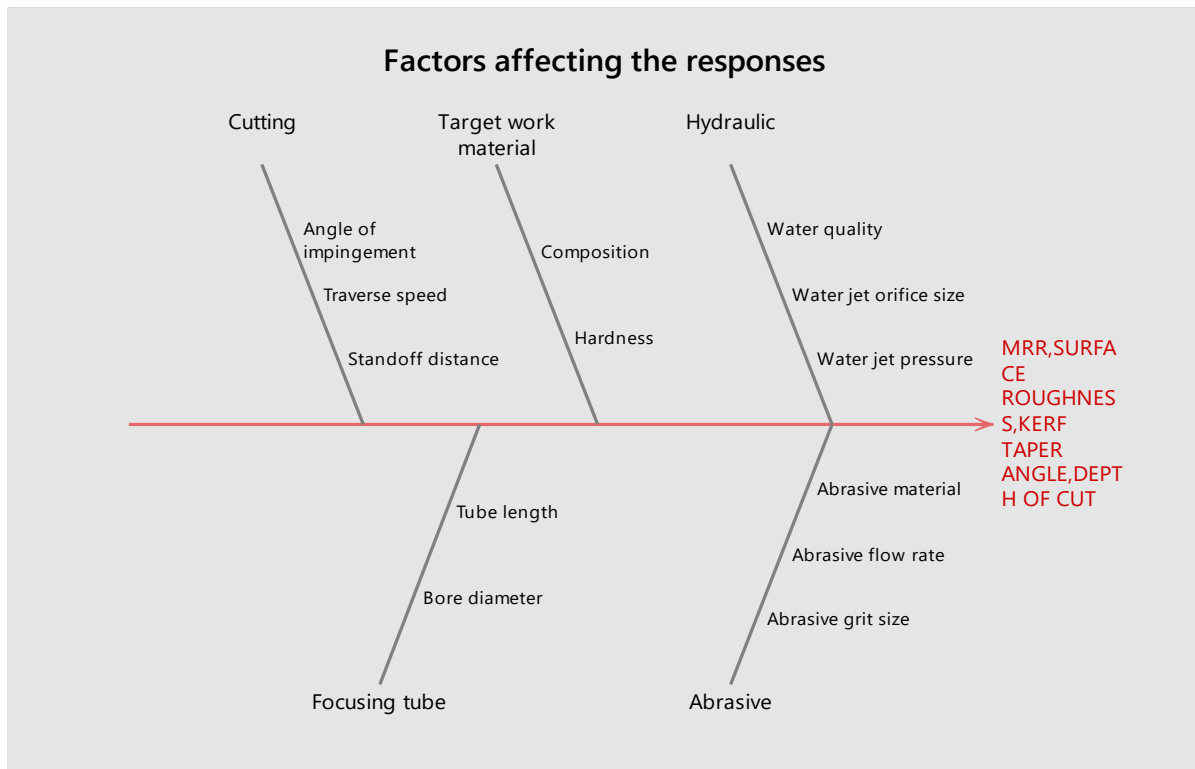 Factors affecting the responses
Cutting
Target work
material
Hydraulic
Angle of
impingement
Traverse speed
Standoff distance
Composition
Hardness
Water quality
Water jet orifice size
Water jet pressure
MRR,SURFA
CE
ROUGHNES
S,KERF
TAPER
ANGLE,DEPT
H OF CUT
Tube length
Bore diameter
Focusing tube
Abrasive material
Abrasive flow rate
Abrasive grit size
Abrasive